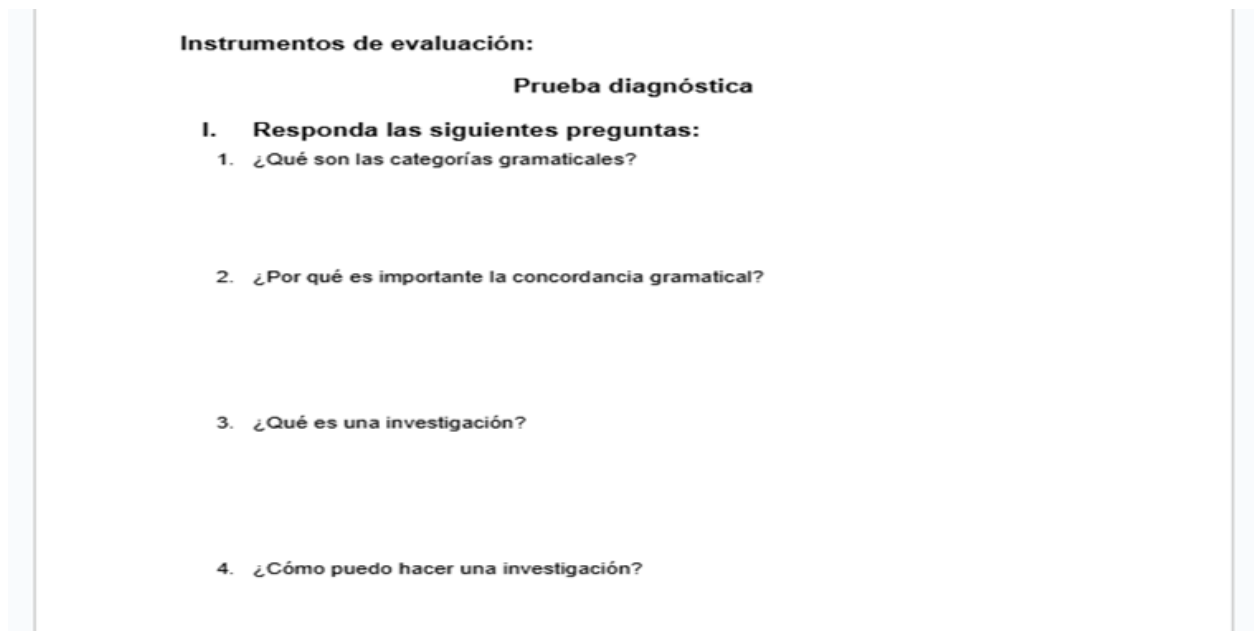 Instrumentos de evaluación:
Prueba diagnóstica
I. Responda las siguientes preguntas:
1. ¿Qué son las categorías gramaticales?
2. ¿Por qué es importante la concordancia gramatical?
3. ¿Qué es una investigación?
4. ¿Cómo puedo hacer una investigación?